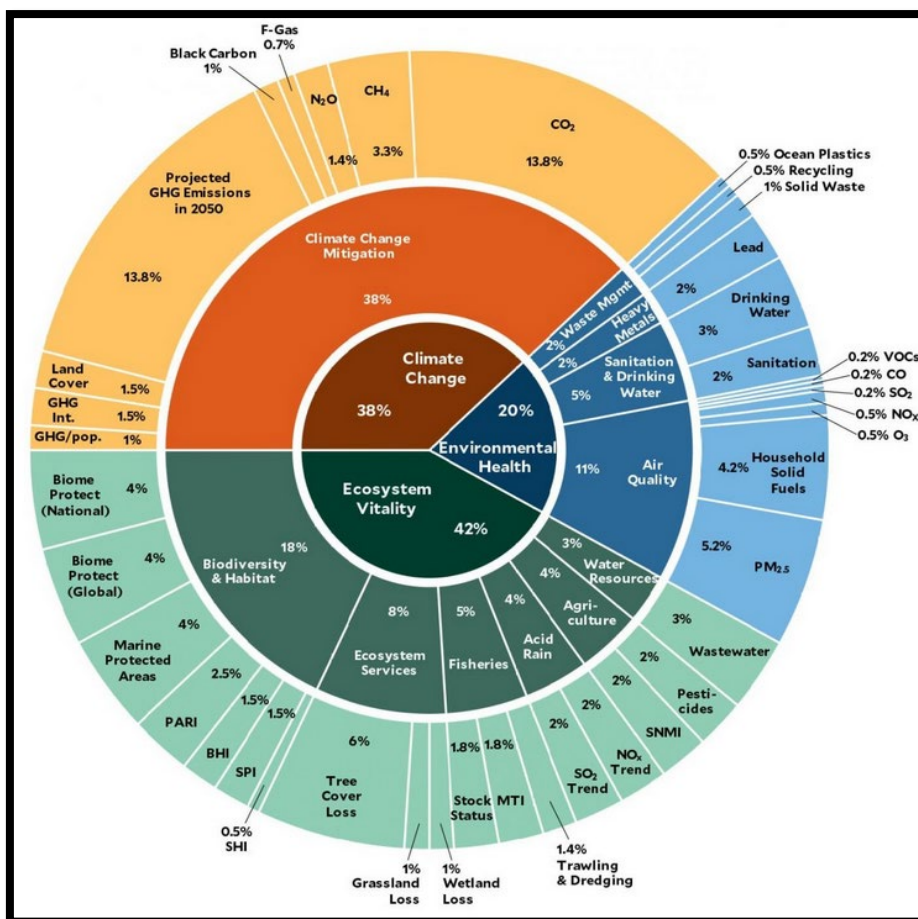 F-Gas
0.7%
Black Carbon
1%
N₂O
1.4%
CH₄
3.3%
CO₂
13.8%
Projected
GHG Emissions
in 2050
13.8%
Land
Cover
1.5%
GHG
Int.
1.5%
GHG/pop.
1%
0.5% Ocean Plastics
0.5% Recycling
1% Solid Waste
Lead
2%
Drinking
Water
3%
Sanitation
2%
0.2% VOCs
0.2% CO
0.2% SO₂
0.5% NOX
0.5% O₃
4.2% Household
Solid
Fuels
5.2%
PM₂.₅
Climate Change
Mitigation
38%
Waste Mgmt
2%
Heavy
Metals
2%
Sanitation
& Drinking
Water
5%
11%
Air
Quality
Climate
Change
38%
20%
Environmental
Health
Ecosystem
Vitality
42%
18%
Biodiversity
& Habitat
8%
Ecosystem
Services
5%
Fisheries
4%
Acid
Rain
4%
Agri-
culture
3%
Water
Resources
Biome
Protect
(National)
4%
Biome
Protect
(Global)
4%
Marine
Protected
Areas
4%
PARI
2.5%
BHI
1.5%
SPI
1.5%
0.5%
SHI
6%
Tree
Cover
Loss
1%
Grassland
Loss
1%
Wetland
Loss
1.8%
Stock
Status
1.8%
MTI
1.4%
Trawling
& Dredging
2%
SO₂
Trend
2%
NOₓ
Trend
2%
SNMI
2%
Pesti-
cides
3%
Wastewater